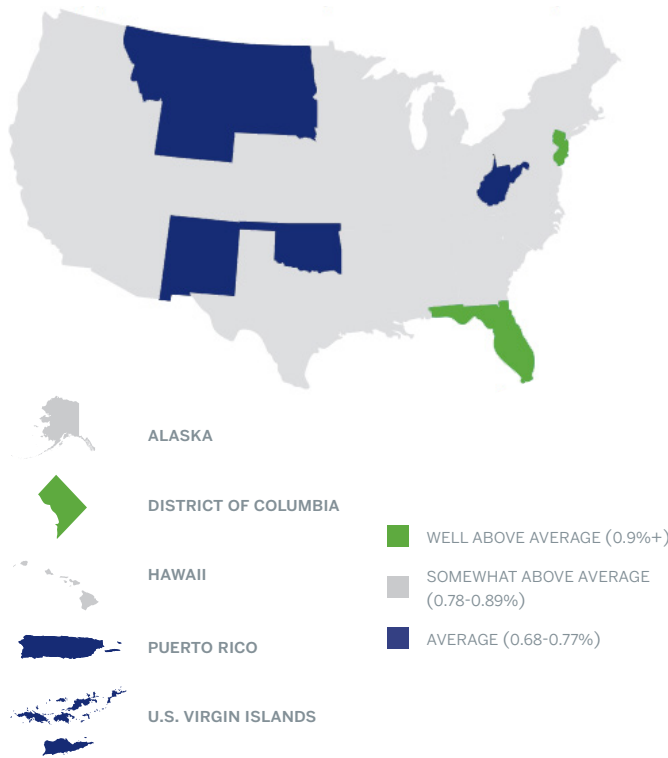 ALASKA
DISTRICT OF COLUMBIA
HAWAII
PUERTO RICO
U.S. VIRGIN ISLANDS
WELL ABOVE AVERAGE (0.9%+)
SOMEWHAT ABOVE AVERAGE
(0.78-0.89%)
AVERAGE (0.68-0.77%)